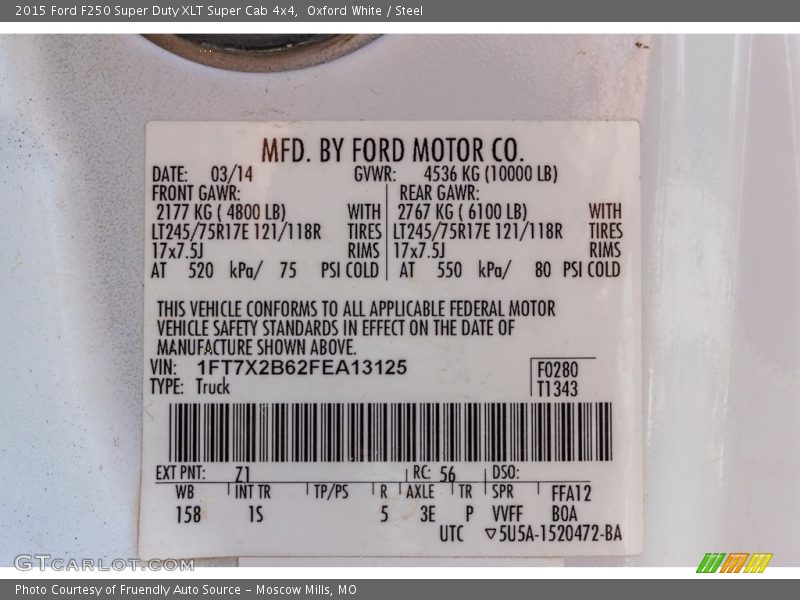 2015 Ford F250 Super Duty XLT Super Cab 4x4, Oxford White / Steel
MFD. BY FORD MOTOR CO.
DATE: 03/14 GVWR: 4536 KG (10000 LB)
FRONT GAWR: REAR GAWR:
2177 KG ( 4800 LB) WITH 2767 KG ( 6100 LB) WITH
LT245/75R17E 121/118R TIRES LT245/75R17E 121/118R TIRES
17x7.5J RIMS 17x7.5J RIMS
AT 520 kPa/ 75 PSI COLD AT 550 kPa/ 80 PSI COLD
THIS VEHICLE CONFORMS TO ALL APPLICABLE FEDERAL MOTOR
VEHICLE SAFETY STANDARDS IN EFFECT ON THE DATE OF
MANUFACTURE SHOWN ABOVE.
VIN: 1FT7X2B62FEA13125 F0280
TYPE: Truck T1343
EXT PNT: Z1 RC: 56 DSO:
WB INT TR TP/PS R AXLE TR SPR FFA12
158 1S 5 3E P VVFF BOA
UTC ▽5U5A-1520472-BA
GTCARLOT.COM
Photo Courtesy of Fruendly Auto Source – Moscow Mills, MO